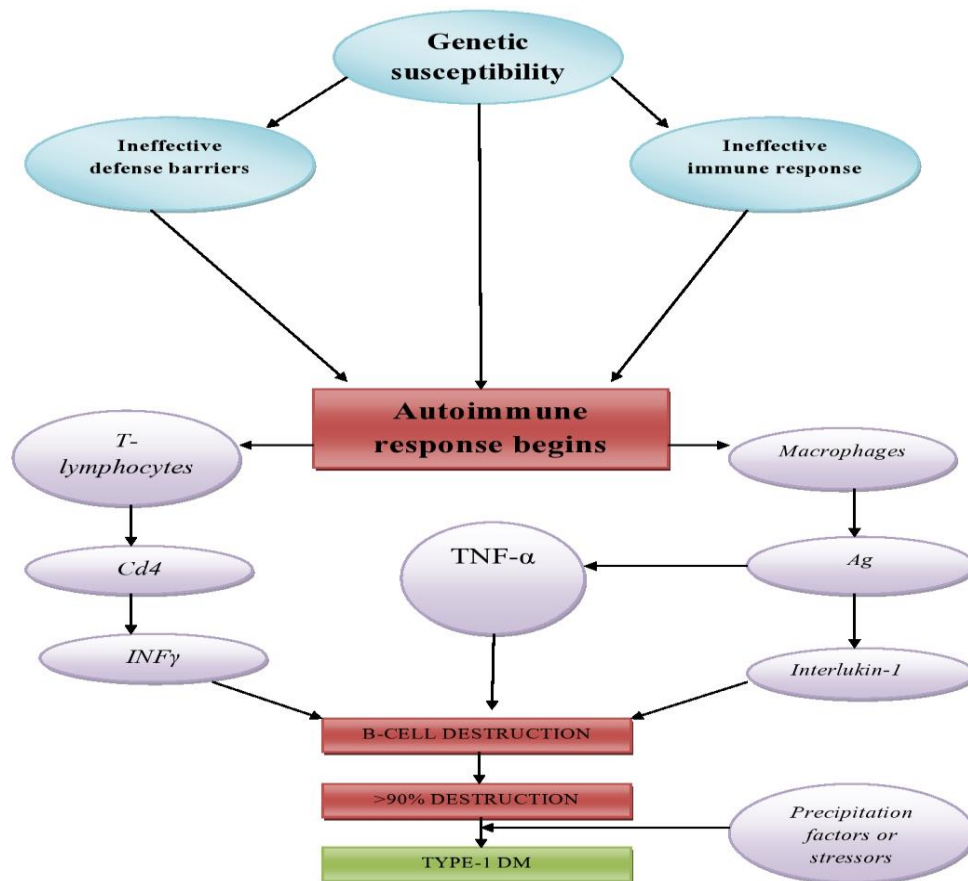 Genetic
susceptibility
Ineffective
defense barriers
Ineffective
immune response
Autoimmune
response begins
T-
lymphocytes
Macrophages
Cd4
TNF-α
Ag
INFγ
Interlukin-1
B-CELL DESTRUCTION
>90% DESTRUCTION
Precipitation
factors or
stressors
TYPE-1 DM